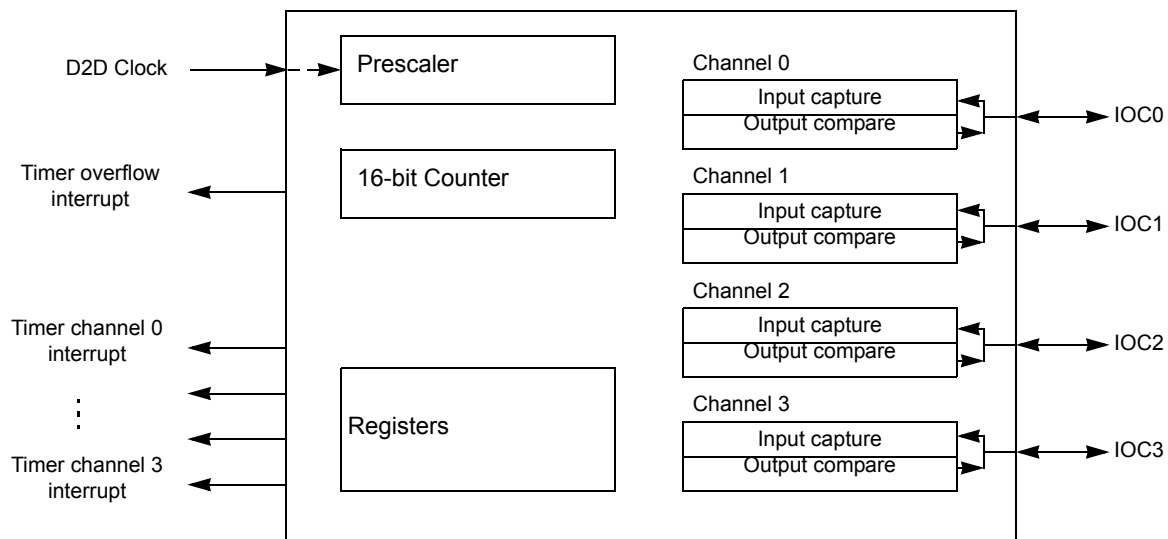 D2D Clock
Prescaler
Channel 0
Input capture
Output compare
IOC0
Timer overflow
interrupt
16-bit Counter
Channel 1
Input capture
Output compare
IOC1
Timer channel 0
interrupt
Channel 2
Input capture
Output compare
IOC2
Registers
Channel 3
Input capture
Output compare
IOC3
Timer channel 3
interrupt